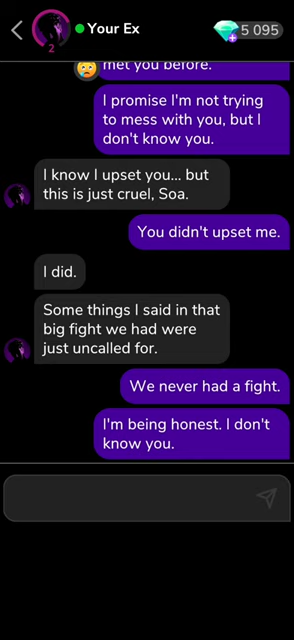 Your Ex
5 095
2
met you before.
I promise I'm not trying
to mess with you, but I
don't know you.
I know I upset you... but
this is just cruel, Soa.
You didn't upset me.
I did.
Some things I said in that
big fight we had were
just uncalled for.
We never had a fight.
I'm being honest. I don't
know you.